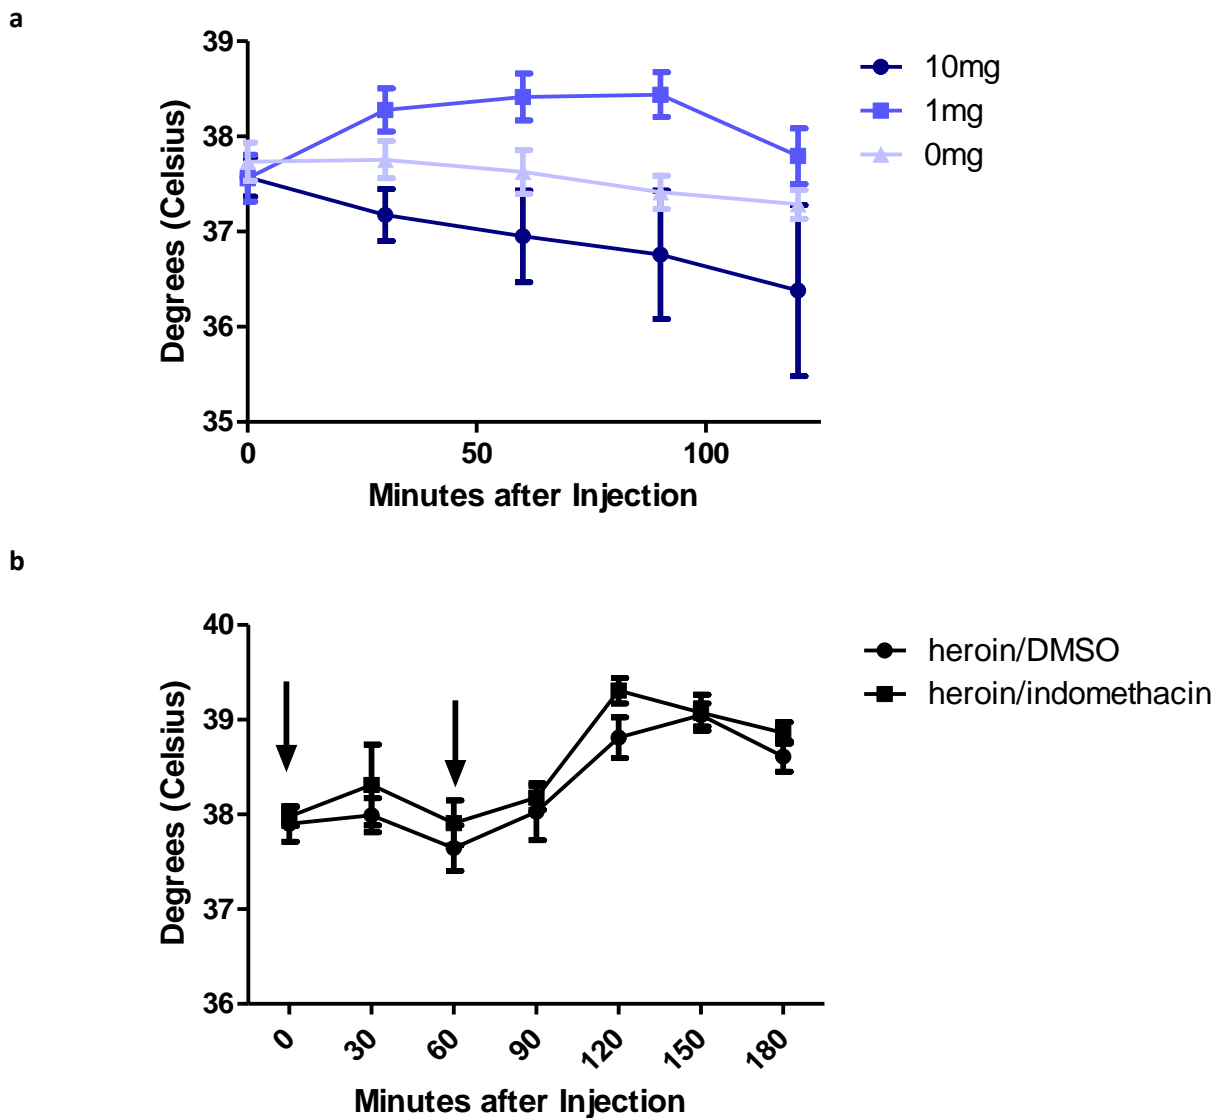 a
39
38
37
36
35
Degrees (Celsius)
0
50
100
Minutes after Injection
10mg
1mg
0mg
b
40
39
38
37
36
Degrees (Celsius)
0
30
60
90
120
150
180
Minutes after Injection
heroin/DMSO
heroin/indomethacin